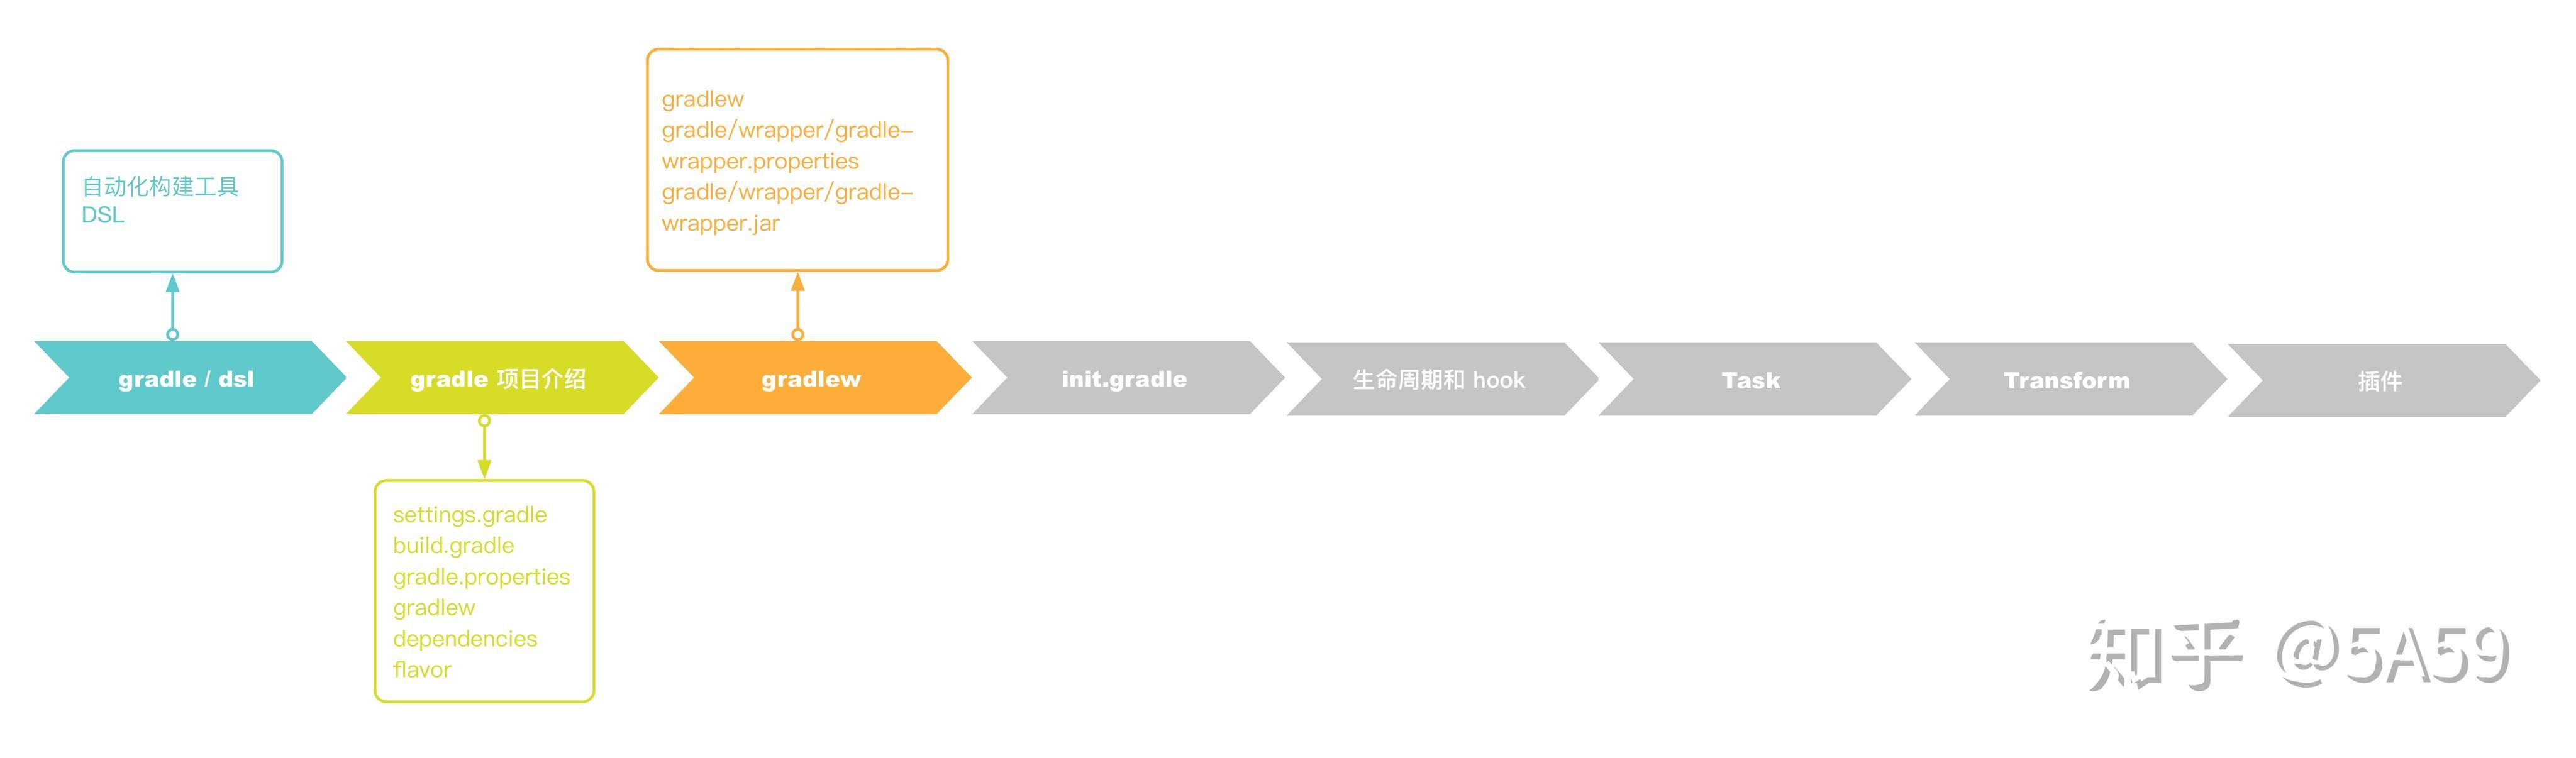 gradlew
gradle/wrapper/gradle-
wrapper.properties
gradle/wrapper/gradle-
wrapper.jar
自动化构建工具
DSL
gradle / dsl
gradle 项目介绍
gradlew
init.gradle
生命周期和 hook
Task
Transform
插件
settings.gradle
build.gradle
gradle.properties
gradlew
dependencies
flavor
知乎 @5A59